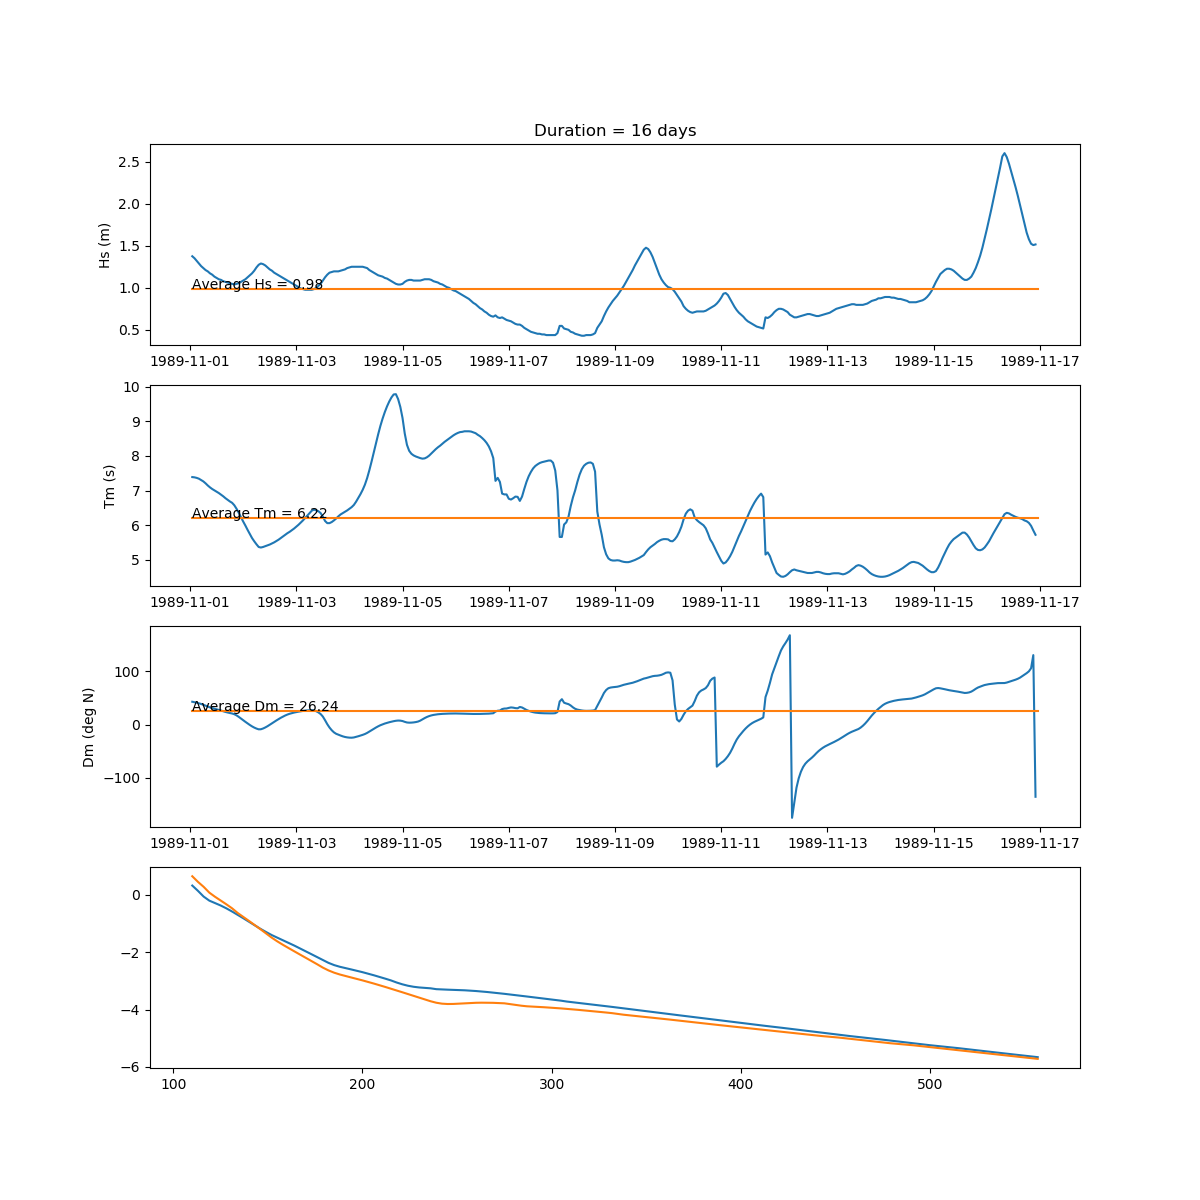 Duration = 16 days
2.5
2.0
1.5
1.0
0.5
Hs (m)
Average Hs = 0.98
1989-11-01 1989-11-03 1989-11-05 1989-11-07 1989-11-09 1989-11-11 1989-11-13 1989-11-15 1989-11-17
10
9
8
7
6
5
Tm (s)
Average Tm = 6.22
1989-11-01 1989-11-03 1989-11-05 1989-11-07 1989-11-09 1989-11-11 1989-11-13 1989-11-15 1989-11-17
100
0
−100
Dm (deg N)
Average Dm = 26.24
1989-11-01 1989-11-03 1989-11-05 1989-11-07 1989-11-09 1989-11-11 1989-11-13 1989-11-15 1989-11-17
0
−2
−4
−6
100 200 300 400 500